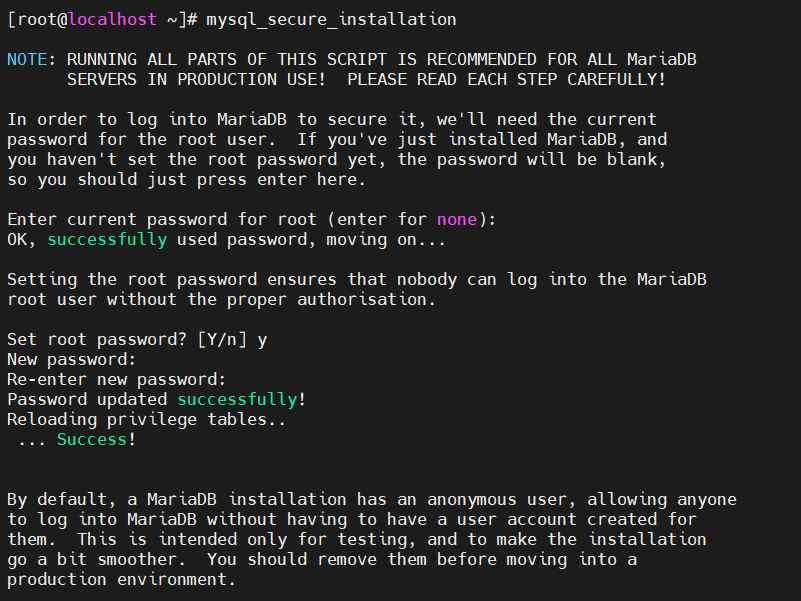 [root@localhost ~]# mysql_secure_installation
NOTE: RUNNING ALL PARTS OF THIS SCRIPT IS RECOMMENDED FOR ALL MariaDB
SERVERS IN PRODUCTION USE!  PLEASE READ EACH STEP CAREFULLY!
In order to log into MariaDB to secure it, we'll need the current
password for the root user.  If you've just installed MariaDB, and
you haven't set the root password yet, the password will be blank,
so you should just press enter here.
Enter current password for root (enter for none):
OK, successfully used password, moving on...
Setting the root password ensures that nobody can log into the MariaDB
root user without the proper authorisation.
Set root password? [Y/n] y
New password:
Re-enter new password:
Password updated successfully!
Reloading privilege tables..
... Success!
By default, a MariaDB installation has an anonymous user, allowing anyone
to log into MariaDB without having to have a user account created for
them.  This is intended only for testing, and to make the installation
go a bit smoother.  You should remove them before moving into a
production environment.